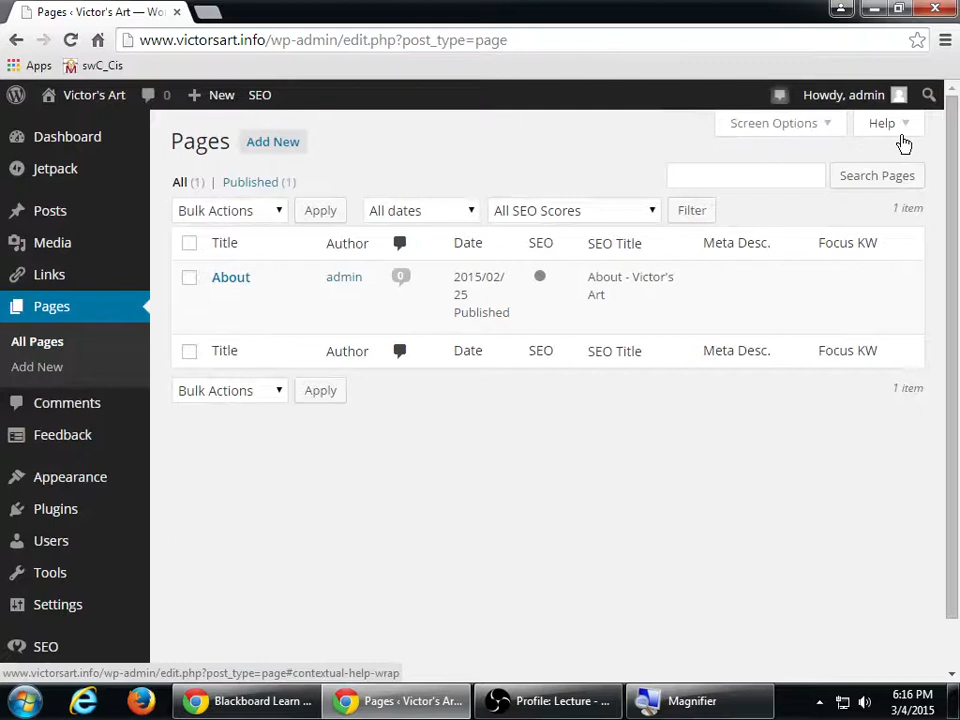 Pages ‹ Victor's Art — Wo
www.victorsart.info/wp-admin/edit.php?post_type=page
Apps swC_Cis
Victor's Art 0 New SEO Howdy, admin
Dashboard
Jetpack
Posts
Media
Links
Pages
All Pages
Add New
Comments
Feedback
Appearance
Plugins
Users
Tools
Settings
SEO
Screen Options Help
Pages Add New
All (1) | Published (1)
Search Pages
Bulk Actions Apply All dates All SEO Scores Filter
1 item
Title Author Date SEO SEO Title Meta Desc. Focus KW
About admin 0 2015/02/ About - Victor's
25 Art
Published
Title Author Date SEO SEO Title Meta Desc. Focus KW
Bulk Actions Apply
1 item
www.victorsart.info/wp-admin/edit.php?post_type=page#contextual-help-wrap
Blackboard Learn ... Pages ‹ Victor's Ar... Profile: Lecture - ... Magnifier
6:16 PM
3/4/2015